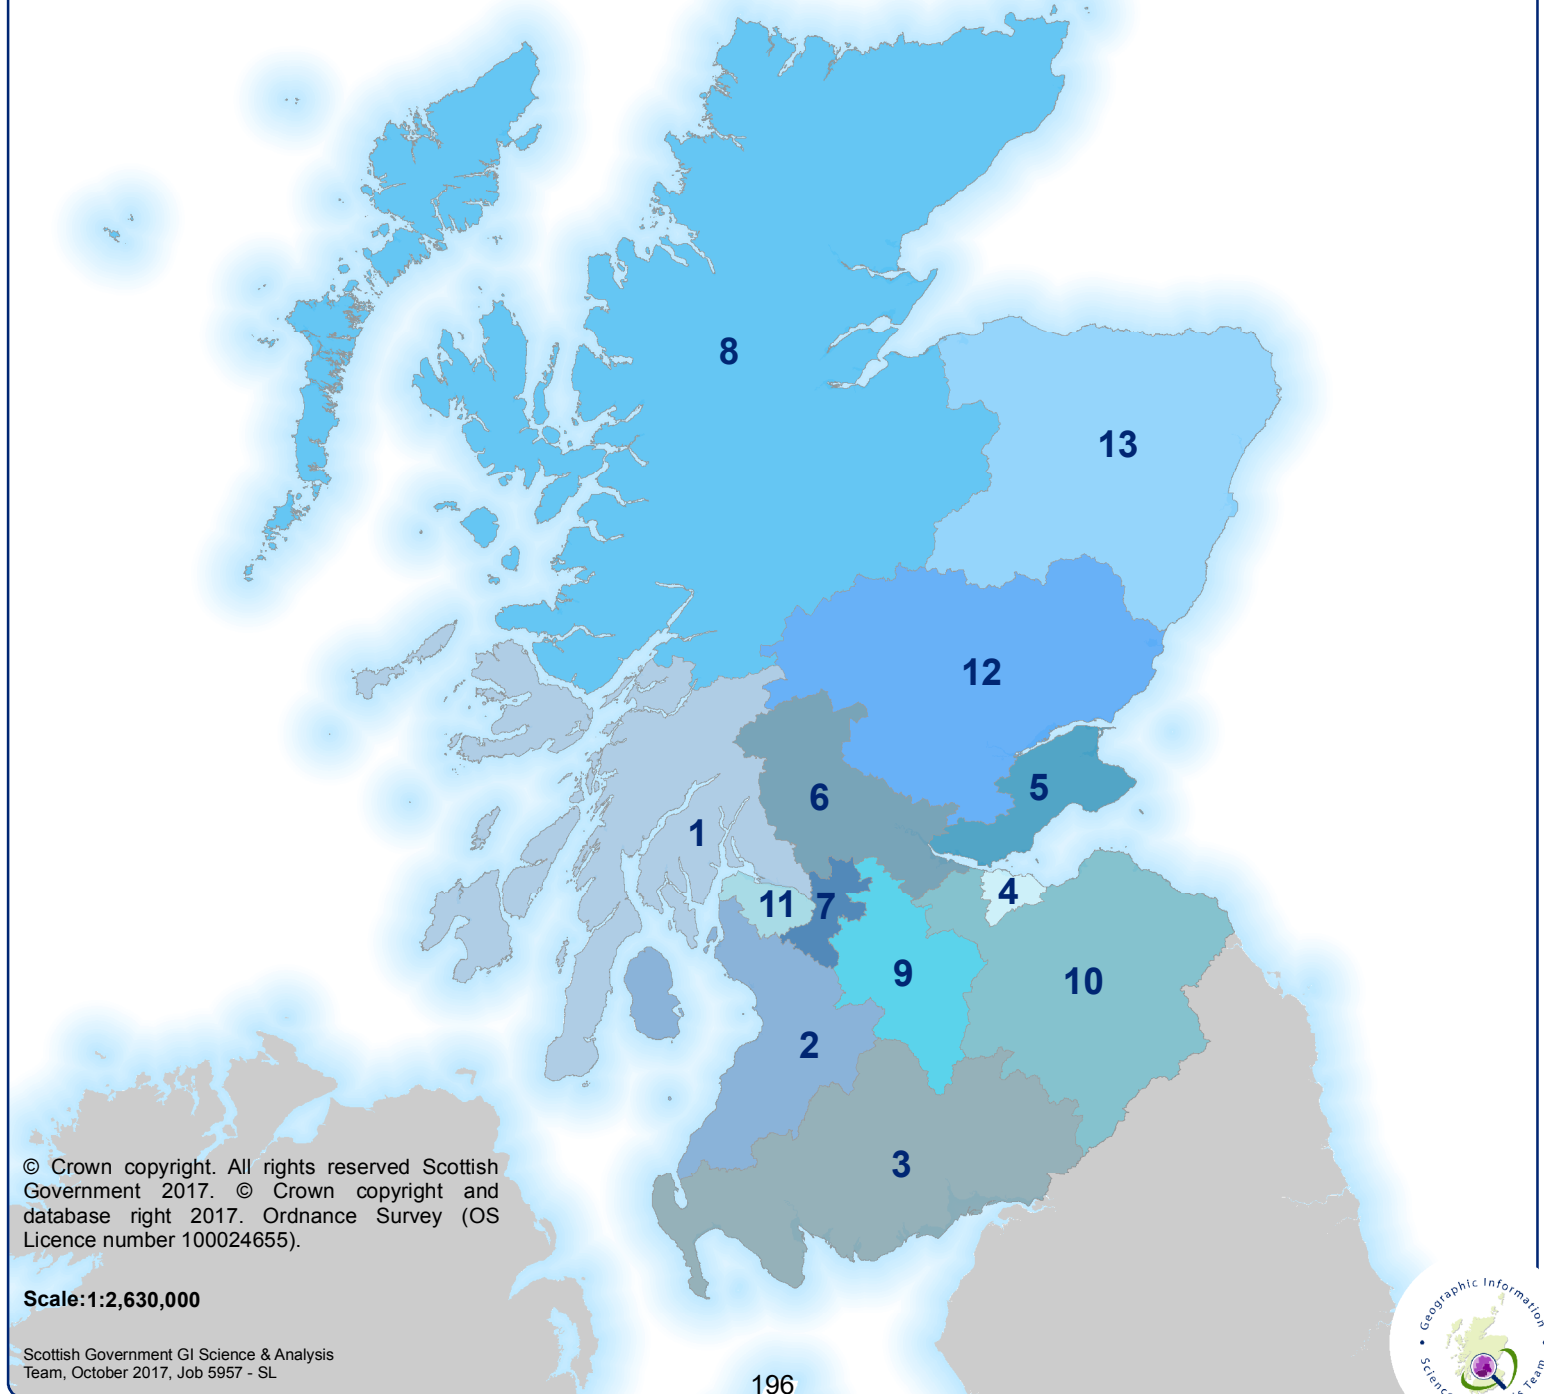 8
13
12
5
6
1
4
11
7
9
10
2
3
© Crown copyright. All rights reserved Scottish
Government 2017. © Crown copyright and
database right 2017. Ordnance Survey (OS
Licence number 100024655).
Scale:1:2,630,000
Scottish Government GI Science & Analysis
Team, October 2017, Job 5957 - SL
196
• Geographic Information •
Team